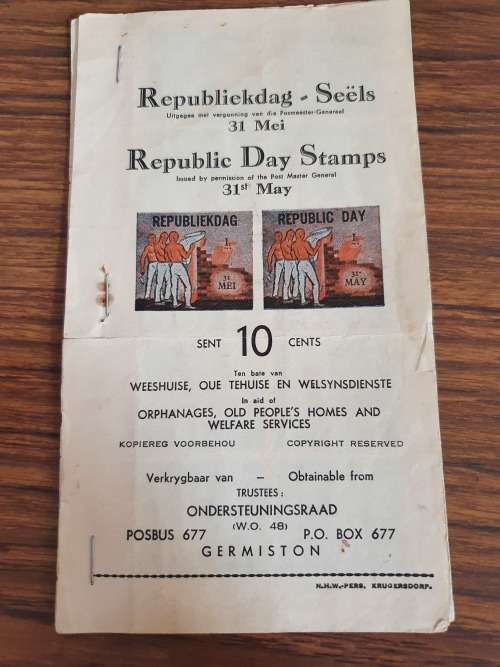 Republiekdag - Seëls
Uitgegee met vergunning van die Posmeester-Generaal
31 Mei
Republic Day Stamps
Issued by permission of the Post Master General
31st May
REPUBLIEKDAG
1
31
MEI
REPUBLIC DAY
1
31st
MAY
SENT 10 CENTS
Ten bate van
WEESHUISE, OUE TEHUISE EN WELSYNSDIENSTE
In aid of
ORPHANAGES, OLD PEOPLE'S HOMES AND
WELFARE SERVICES
KOPIEREG VOORBEHOU COPYRIGHT RESERVED
Verkrygbaar van – Obtainable from
TRUSTEES:
ONDERSTEUNINGSRAAD
(W.O. 48)
POSBUS 677 P.O. BOX 677
GERMISTON
N.H.W.-PERS, KRUGERSDORP.